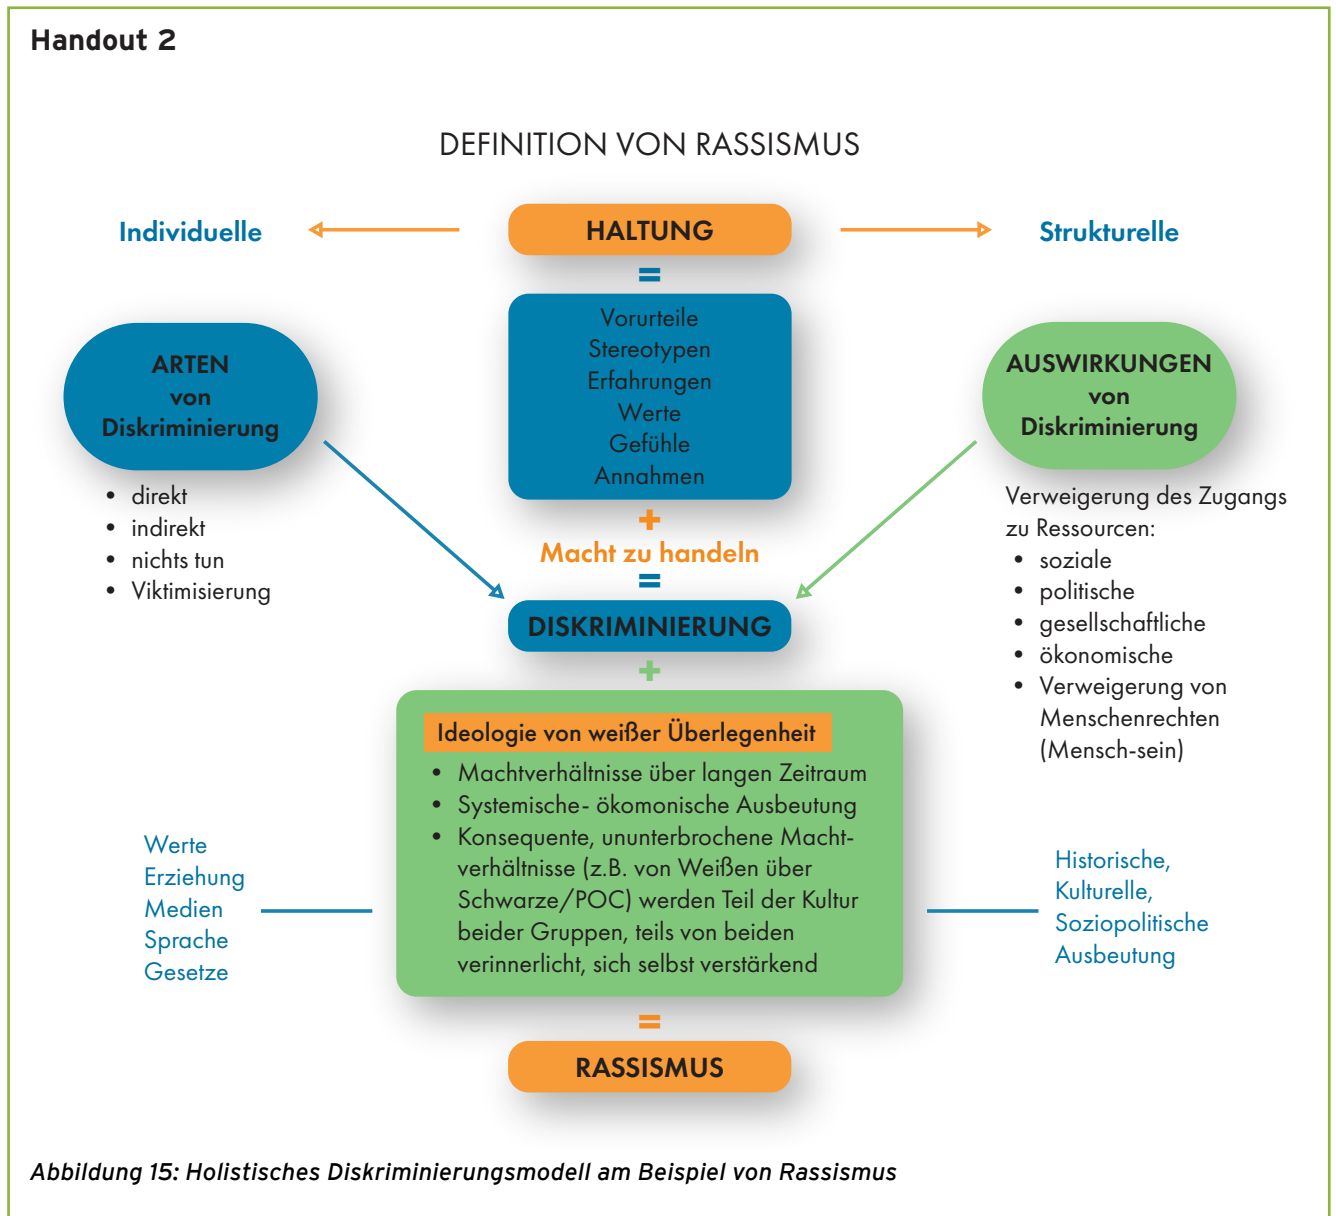 Handout 2
DEFINITION VON RASSISMUS
Individuelle
HALTUNG
Strukturelle
=
Vorurteile
Stereotypen
Erfahrungen
Werte
Gefühle
Annahmen
ARTEN
von
Diskriminierung
• direkt
• indirekt
• nichts tun
• Viktimisierung
AUSWIRKUNGEN
von
Diskriminierung
Verweigerung des Zugangs
zu Ressourcen:
• soziale
• politische
• gesellschaftliche
• ökonomische
• Verweigerung von
Menschenrechten
(Mensch-sein)
+
Macht zu handeln
=
DISKRIMINIERUNG
+
Ideologie von weißer Überlegenheit
• Machtverhältnisse über langen Zeitraum
• Systemische- ökomonische Ausbeutung
• Konsequente, ununterbrochene Macht-
verhältnisse (z.B. von Weißen über
Schwarze/POC) werden Teil der Kultur
beider Gruppen, teils von beiden
verinnerlicht, sich selbst verstärkend
Werte
Erziehung
Medien
Sprache
Gesetze
Historische,
Kulturelle,
Soziopolitische
Ausbeutung
=
RASSISMUS
Abbildung 15: Holistisches Diskriminierungsmodell am Beispiel von Rassismus